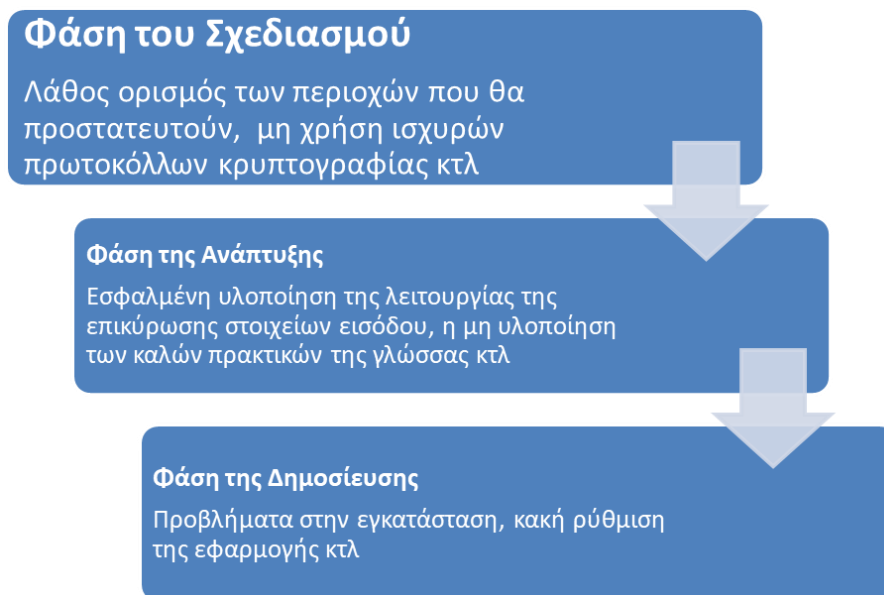 Φάση του Σχεδιασμού
Λάθος ορισμός των περιοχών που θα
προστατευτούν, μη χρήση ισχυρών
πρωτοκόλλων κρυπτογραφίας κτλ
Φάση της Ανάπτυξης
Εσφαλμένη υλοποίηση της λειτουργίας της
επικύρωσης στοιχείων εισόδου, η μη υλοποίηση
των καλών πρακτικών της γλώσσας κτλ
Φάση της Δημοσίευσης
Προβλήματα στην εγκατάσταση, κακή ρύθμιση
της εφαρμογής κτλ